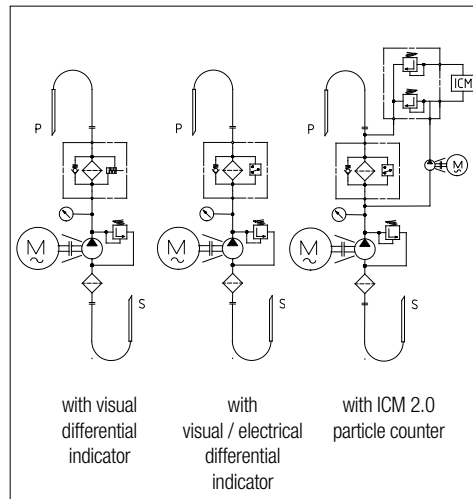 P
P
P
ICM
M
M
M
M
S
S
S
with visual
differential
indicator
with
visual / electrical
differential
indicator
with ICM 2.0
particle counter